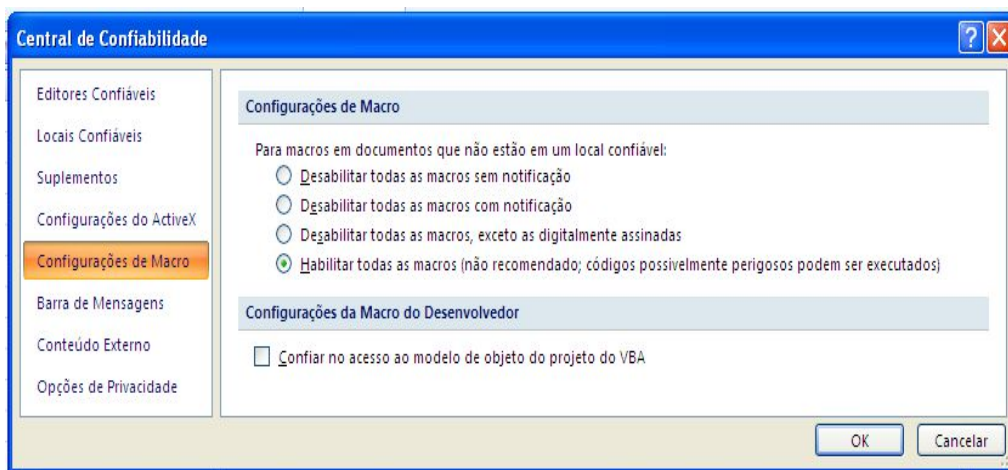 Central de Confiabilidade
?
X
Editores Confiáveis
Locais Confiáveis
Suplementos
Configurações do ActiveX
Configurações de Macro
Barra de Mensagens
Conteúdo Externo
Opções de Privacidade
Configurações de Macro
Para macros em documentos que não estão em um local confiável:
Desabilitar todas as macros sem notificação
Desabilitar todas as macros com notificação
Desabilitar todas as macros, exceto as digitalmente assinadas
Habilitar todas as macros (não recomendado; códigos possivelmente perigosos podem ser executados)
Configurações da Macro do Desenvolvedor
Confiar no acesso ao modelo de objeto do projeto do VBA
OK
Cancelar